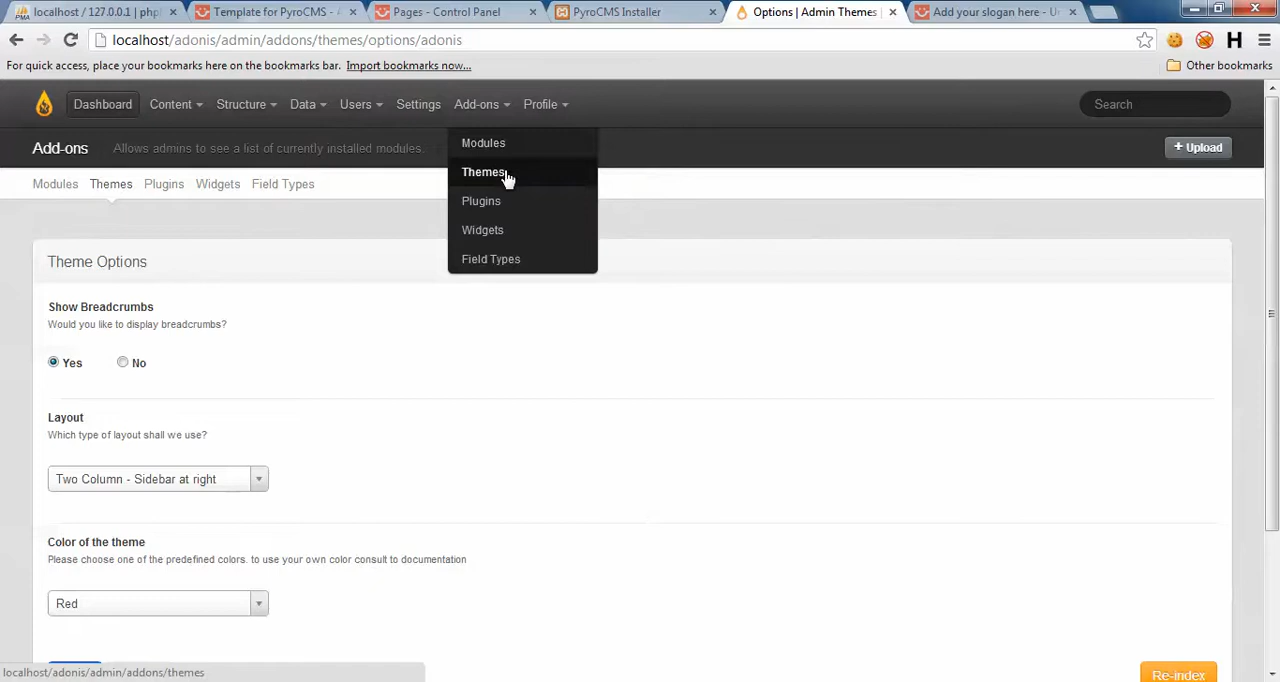 127.0.0.1 | phpM
Template for PyroCMS - A
Pages - Control Panel
PyroCMS Installer
Options | Admin Themes |
Add your slogan here - Un
localhost/adonis/admin/addons/themes/options/adonis
For quick access, place your bookmarks here on the bookmarks bar. Import bookmarks now...
Other bookmarks
Dashboard Content Structure Data Users Settings Add-ons Profile Search
Add-ons Allows admins to see a list of currently installed modules. + Upload
Modules
Themes
Plugins
Widgets
Field Types
Modules Themes Plugins Widgets Field Types
Theme Options
Show Breadcrumbs
Would you like to display breadcrumbs?
Yes No
Layout
Which type of layout shall we use?
Two Column - Sidebar at right
Color of the theme
Please choose one of the predefined colors. to use your own color consult to documentation
Red
Re-index
localhost/adonis/admin/addons/themes